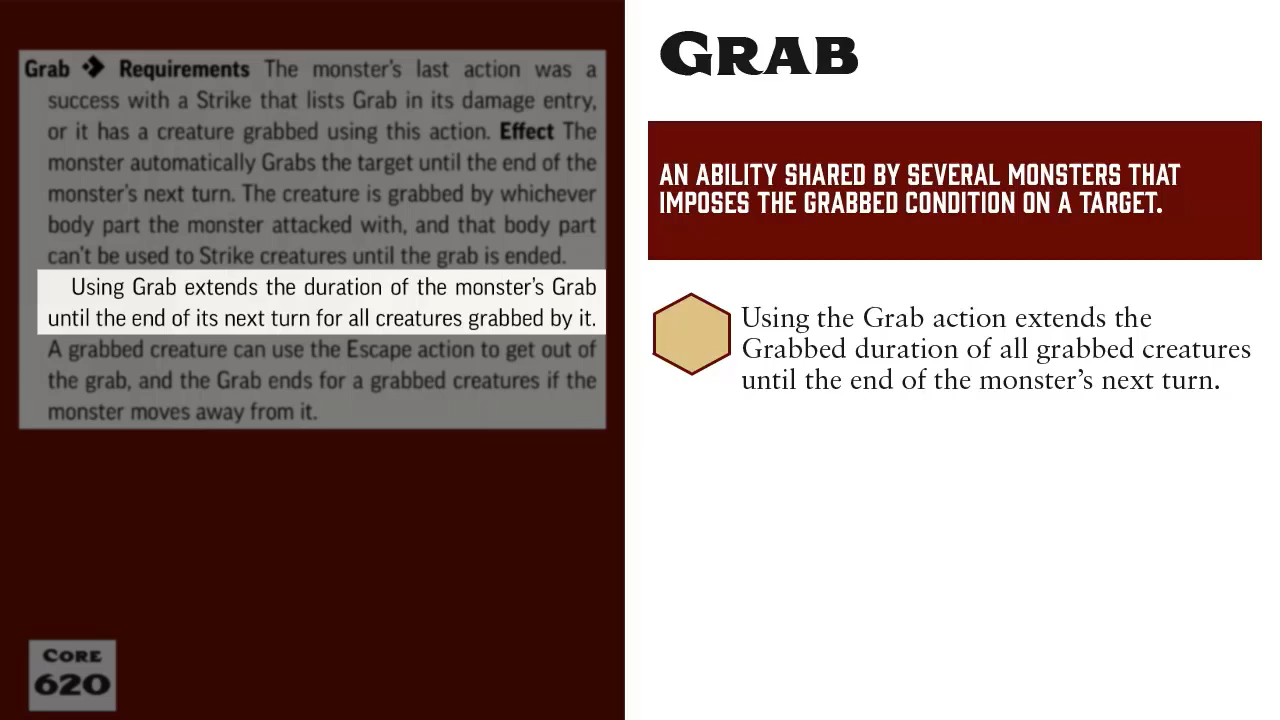 Grab Requirements The monster's last action was a
success with a Strike that lists Grab in its damage entry,
or it has a creature grabbed using this action. Effect The
monster automatically Grabs the target until the end of the
monster's next turn. The creature is grabbed by whichever
body part the monster attacked with, and that body part
can't be used to Strike creatures until the grab is ended.
Using Grab extends the duration of the monster's Grab
until the end of its next turn for all creatures grabbed by it.
A grabbed creature can use the Escape action to get out of
the grab, and the Grab ends for a grabbed creatures if the
monster moves away from it.
CORE
620
GRAB
AN ABILITY SHARED BY SEVERAL MONSTERS THAT
IMPOSES THE GRABBED CONDITION ON A TARGET.
Using the Grab action extends the
Grabbed duration of all grabbed creatures
until the end of the monster's next turn.